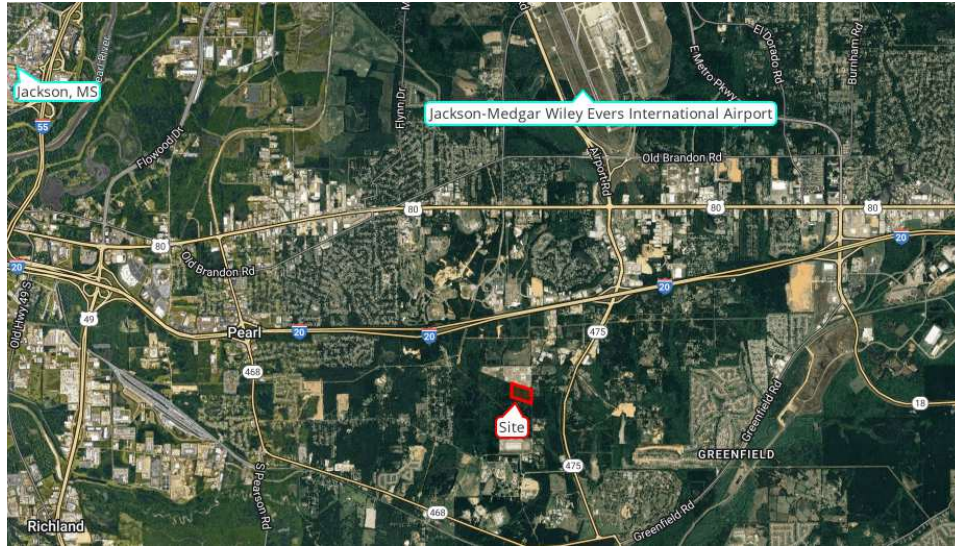 Jackson, MS
55
Flowood Dr
Flynn Dr
Jackson-Medgar Wiley Evers International Airport
E Metro Pkwy
El Dorado Rd
Burnham Rd
Airport Rd
Old Brandon Rd
80
80
80
80
Old Brandon Rd
20
20
20
20
20
Old Hwy 49 S
49
Pearl
475
468
Site
18
Greenfield Rd
GREENFIELD
475
S Pearson Rd
468
Greenfield Rd
Richland